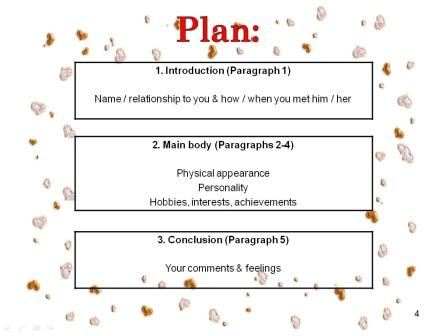 Plan:
1. Introduction (Paragraph 1)
Name / relationship to you & how / when you met him / her
2. Main body (Paragraphs 2-4)
Physical appearance
Personality
Hobbies, interests, achievements
3. Conclusion (Paragraph 5)
Your comments & feelings
4